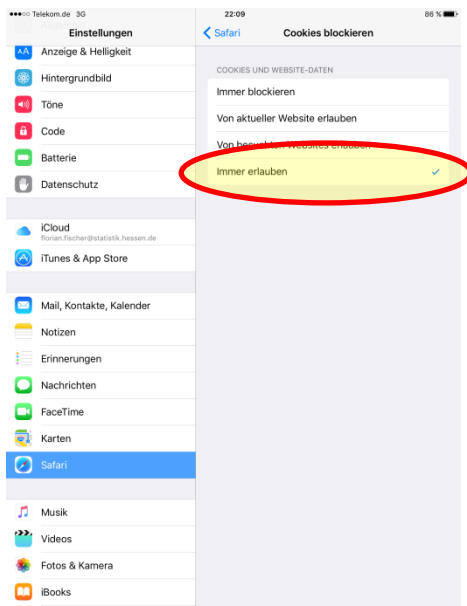 Telekom.de 3G
22:09
86 %
Einstellungen
Safari
Cookies blockieren
Anzeige & Helligkeit
Hintergrundbild
Töne
Code
Batterie
Datenschutz
iCloud
florian.fischer@statistik.hessen.de
iTunes & App Store
Mail, Kontakte, Kalender
Notizen
Erinnerungen
Nachrichten
FaceTime
Karten
Safari
Musik
Videos
Fotos & Kamera
iBooks
COOKIES UND WEBSITE-DATEN
Immer blockieren
Von aktueller Website erlauben
Von besuchten Websites erlauben
Immer erlauben